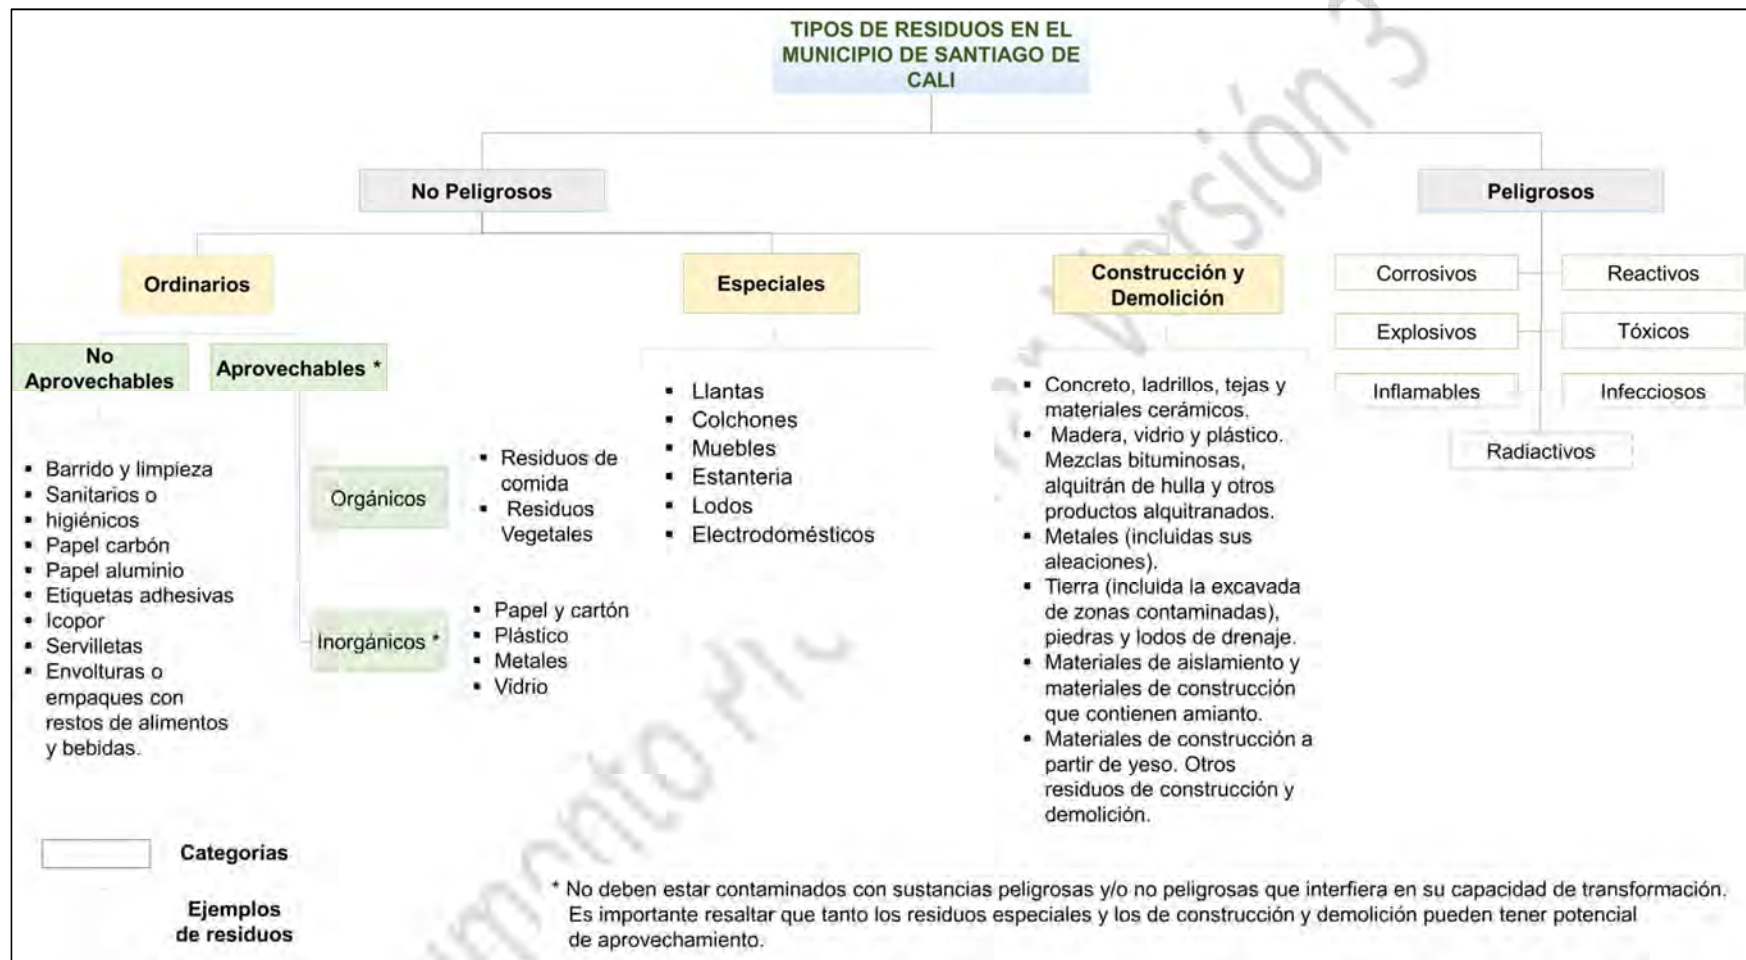 TIPOS DE RESIDUOS EN EL
MUNICIPIO DE SANTIAGO DE
CALI
No Peligrosos
Peligrosos
Ordinarios
Especiales
Construcción y
Demolición
Corrosivos
Reactivos
Explosivos
Tóxicos
Inflamables
Infecciosos
Radiactivos
No
Aprovechables
Aprovechables *
▪ Barrido y limpieza
▪ Sanitarios o
▪ higiénicos
▪ Papel carbón
▪ Papel aluminio
▪ Etiquetas adhesivas
▪ Icopor
▪ Servilletas
▪ Envolturas o
empaques con
restos de alimentos
y bebidas.
Orgánicos
▪ Residuos de
comida
▪ Residuos
Vegetales
Inorgánicos *
▪ Papel y cartón
▪ Plástico
▪ Metales
▪ Vidrio
▪ Llantas
▪ Colchones
▪ Muebles
▪ Estanteria
▪ Lodos
▪ Electrodomésticos
▪ Concreto, ladrillos, tejas y
materiales cerámicos.
▪ Madera, vidrio y plástico.
Mezclas bituminosas,
alquitrán de hulla y otros
productos alquitranados.
▪ Metales (incluidas sus
aleaciones).
▪ Tierra (incluida la excavada
de zonas contaminadas),
piedras y lodos de drenaje.
▪ Materiales de aislamiento y
materiales de construcción
que contienen amianto.
▪ Materiales de construcción a
partir de yeso. Otros
residuos de construcción y
demolición.
Categorias
Ejemplos
de residuos
* No deben estar contaminados con sustancias peligrosas y/o no peligrosas que interfiera en su capacidad de transformación.
Es importante resaltar que tanto los residuos especiales y los de construcción y demolición pueden tener potencial
de aprovechamiento.
Versión 3